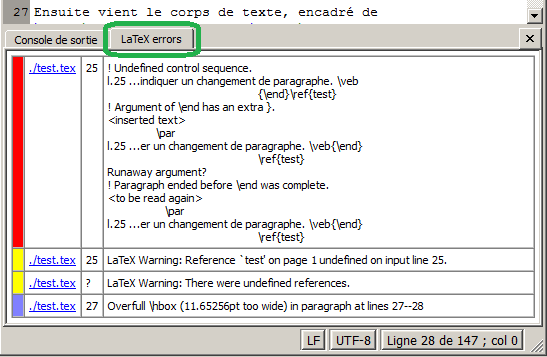 27 Ensuite vient le corps de texte, encadré de
Console de sortie LaTeX errors
./test.tex 25 ! Undefined control sequence.
l.25 ...indiquer un changement de paragraphe. \veb
{\end}\ref{test}
! Argument of \end has an extra }.
<inserted text>
\par
l.25 ...er un changement de paragraphe. \veb{\end}
\ref{test}
Runaway argument?
! Paragraph ended before \end was complete.
<to be read again>
\par
l.25 ...er un changement de paragraphe. \veb{\end}
\ref{test}
./test.tex 25 LaTeX Warning: Reference `test' on page 1 undefined on input line 25.
./test.tex ? LaTeX Warning: There were undefined references.
./test.tex 27 Overfull \hbox (11.65256pt too wide) in paragraph at lines 27--28
LF UTF-8 Ligne 28 de 147 ; col 0